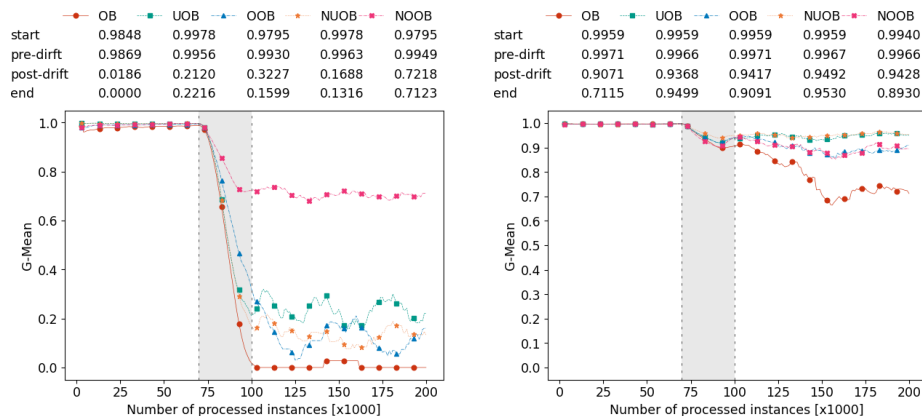 OB UOB OOB NUOB NOOB
start 0.9848 0.9978 0.9795 0.9978 0.9795
pre-dirft 0.9869 0.9956 0.9930 0.9963 0.9949
post-drift 0.0186 0.2120 0.3227 0.1688 0.7218
end 0.0000 0.2216 0.1599 0.1316 0.7123
1.0
0.8
0.6
0.4
0.2
0.0
G-Mean
0 25 50 75 100 125 150 175 200
Number of processed instances [x1000]
OB UOB OOB NUOB NOOB
start 0.9959 0.9959 0.9959 0.9959 0.9940
pre-dirft 0.9971 0.9966 0.9971 0.9967 0.9966
post-drift 0.9071 0.9368 0.9417 0.9492 0.9428
end 0.7115 0.9499 0.9091 0.9530 0.8930
1.0
0.9
0.8
0.7
0.6
0.5
0.4
0.3
0.2
0.1
0.0
G-Mean
0 25 50 75 100 125 150 175 200
Number of processed instances [x1000]